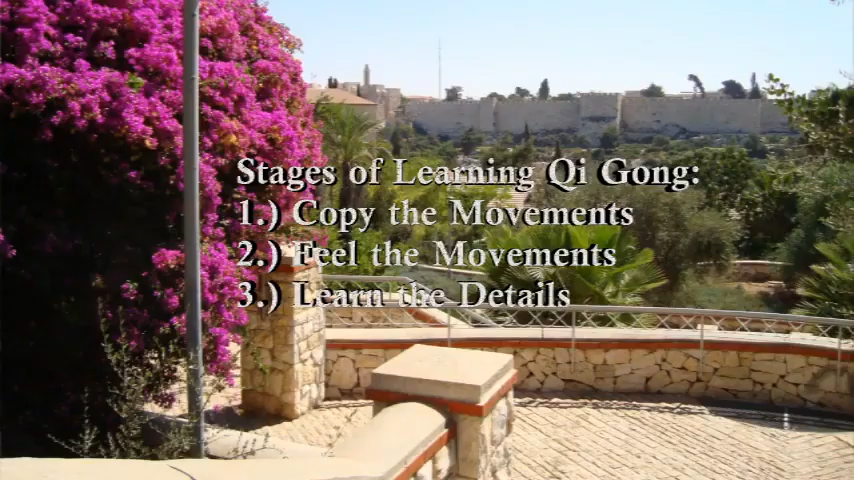 Stages of Learning Qi Gong:
1.) Copy the Movements
2.) Feel the Movements
3.) Learn the Details